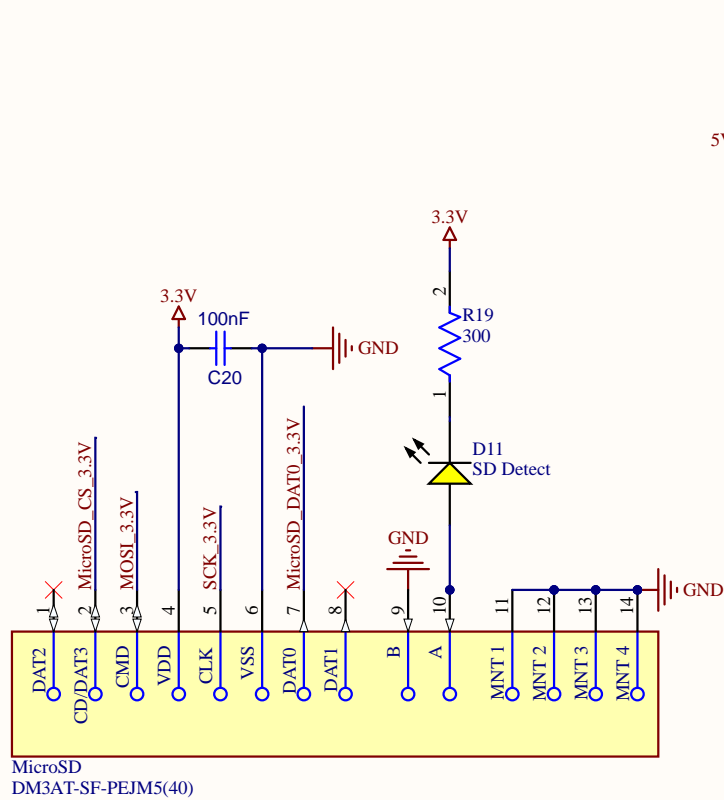 5V
3.3V
2
R19
300
1
3.3V
100nF
C20
GND
D11
SD Detect
MicroSD_CS_3.3V
MOSI_3.3V
SCK_3.3V
MicroSD_DAT0_3.3V
GND
GND
1
2
3
4
5
6
7
8
9
10
11
12
13
14
DAT2
CD/DAT3
CMD
VDD
CLK
VSS
DAT0
DAT1
B
A
MNT 1
MNT 2
MNT 3
MNT 4
MicroSD
DM3AT-SF-PEJM5(40)